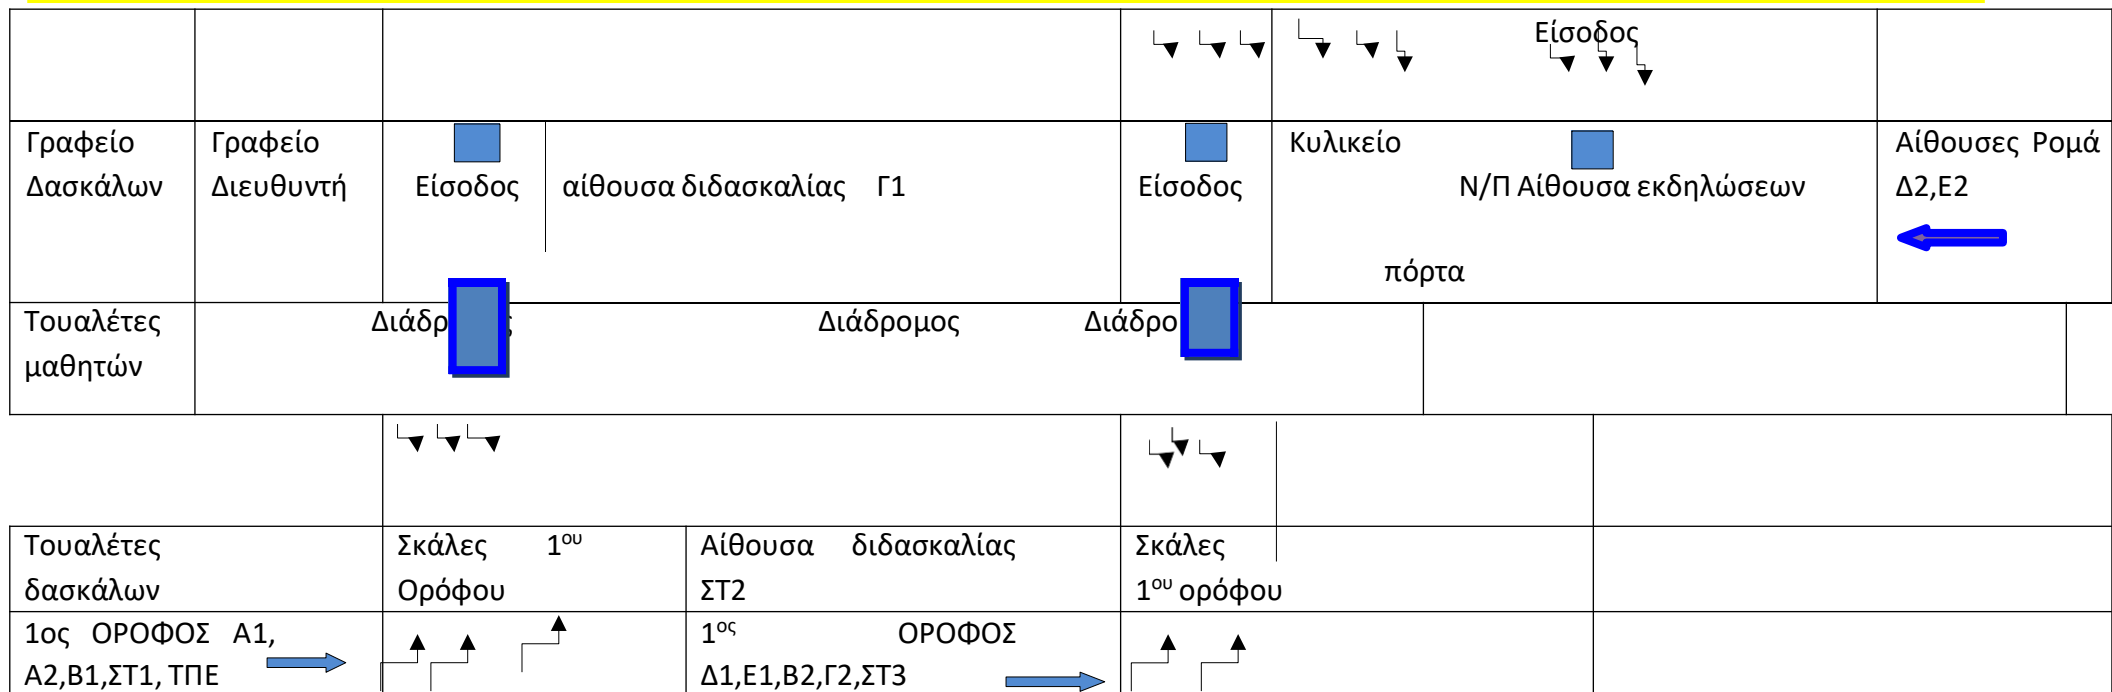 Είσοδος
Γραφείο Δασκάλων
Γραφείο Διευθυντή
Είσοδος
αίθουσα διδασκαλίας Γ1
Είσοδος
Κυλικείο
Ν/Π Αίθουσα εκδηλώσεων
πόρτα
Αίθουσες Ρομά
Δ2,Ε2
Τουαλέτες
μαθητών
Διάδρομος
Τουαλέτες
δασκάλων
Σκάλες 1ου
Ορόφου
Αίθουσα διδασκαλίας
ΣΤ2
Σκάλες
1ου ορόφου
1ος ΟΡΟΦΟΣ Α1,
Α2,Β1,ΣΤ1, ΤΠΕ
1ος ΟΡΟΦΟΣ
Δ1,Ε1,Β2,Γ2,ΣΤ3